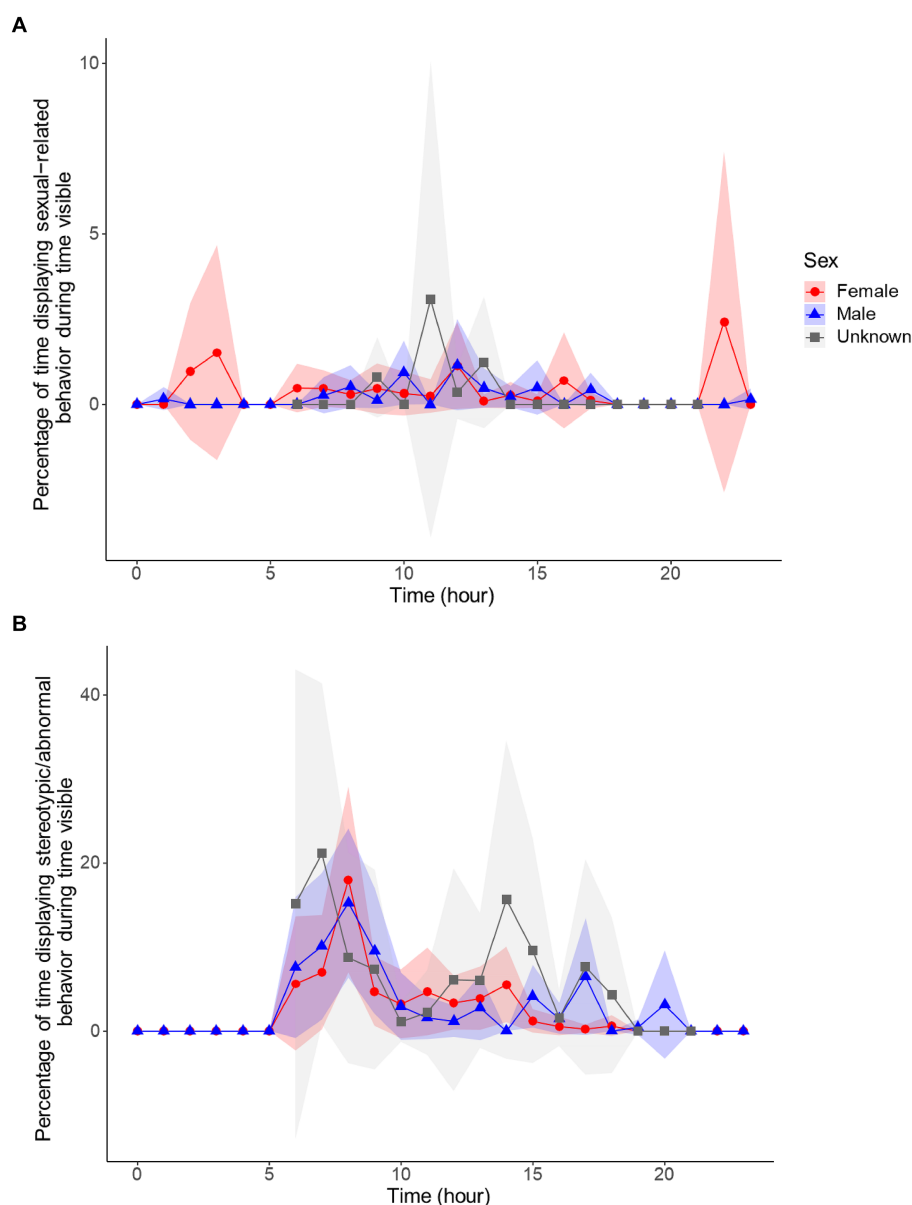 A
Percentage of time displaying sexual−related
behavior during time visible
10
5
0
0 5 10 15 20
Time (hour)
Sex
Female
Male
Unknown
B
Percentage of time displaying stereotypic/abnormal
behavior during time visible
40
20
0
0 5 10 15 20
Time (hour)